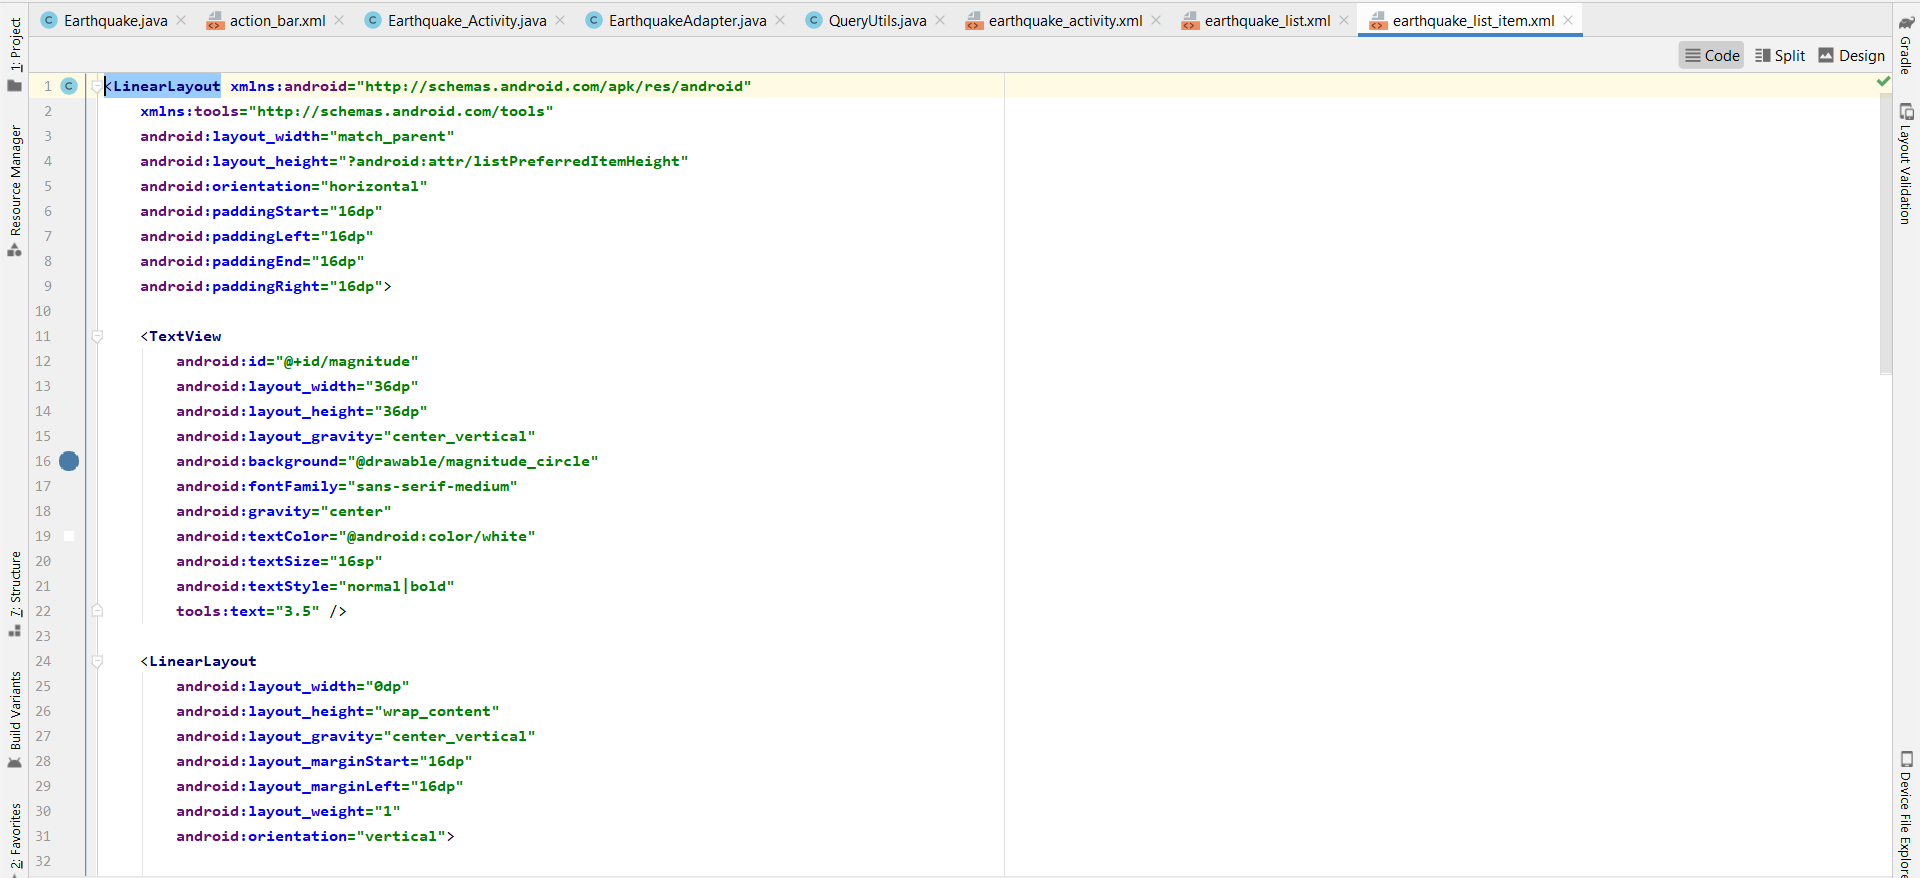 Earthquake.java action_bar.xml Earthquake_Activity.java EarthquakeAdapter.java QueryUtils.java earthquake_activity.xml earthquake_list.xml earthquake_list_item.xml
Code Split Design
1: Project
Resource Manager
7: Structure
Build Variants
2: Favorites
1 <LinearLayout xmlns:android="http://schemas.android.com/apk/res/android"
2 xmlns:tools="http://schemas.android.com/tools"
3 android:layout_width="match_parent"
4 android:layout_height="?android:attr/listPreferredItemHeight"
5 android:orientation="horizontal"
6 android:paddingStart="16dp"
7 android:paddingLeft="16dp"
8 android:paddingEnd="16dp"
9 android:paddingRight="16dp">
10
11 <TextView
12 android:id="@+id/magnitude"
13 android:layout_width="36dp"
14 android:layout_height="36dp"
15 android:layout_gravity="center_vertical"
16 android:background="@drawable/magnitude_circle"
17 android:fontFamily="sans-serif-medium"
18 android:gravity="center"
19 android:textColor="@android:color/white"
20 android:textSize="16sp"
21 android:textStyle="normal|bold"
22 tools:text="3.5" />
23
24 <LinearLayout
25 android:layout_width="0dp"
26 android:layout_height="wrap_content"
27 android:layout_gravity="center_vertical"
28 android:layout_marginStart="16dp"
29 android:layout_marginLeft="16dp"
30 android:layout_weight="1"
31 android:orientation="vertical">
32
Gradle
Layout Validation
Device File Explore